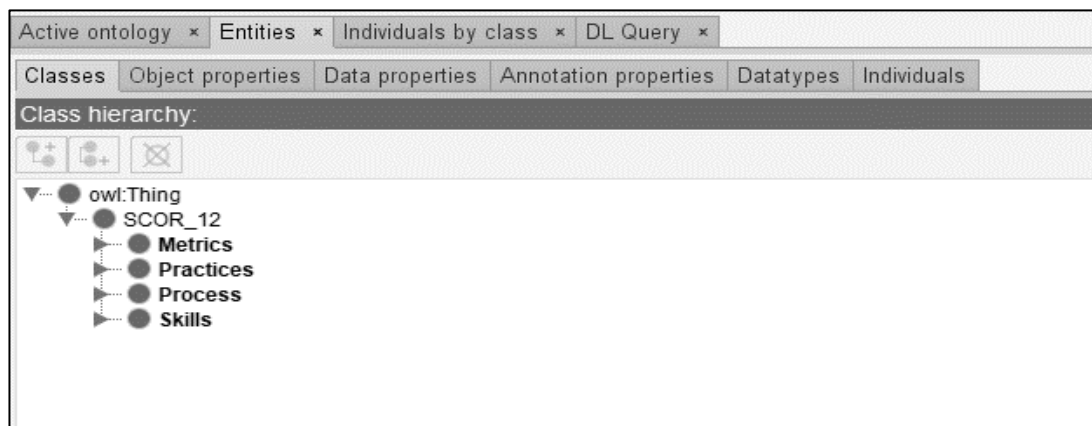 Active ontology × Entities × Individuals by class × DL Query ×
Classes Object properties Data properties Annotation properties Datatypes Individuals
Class hierarchy:
owl:Thing
SCOR_12
Metrics
Practices
Process
Skills